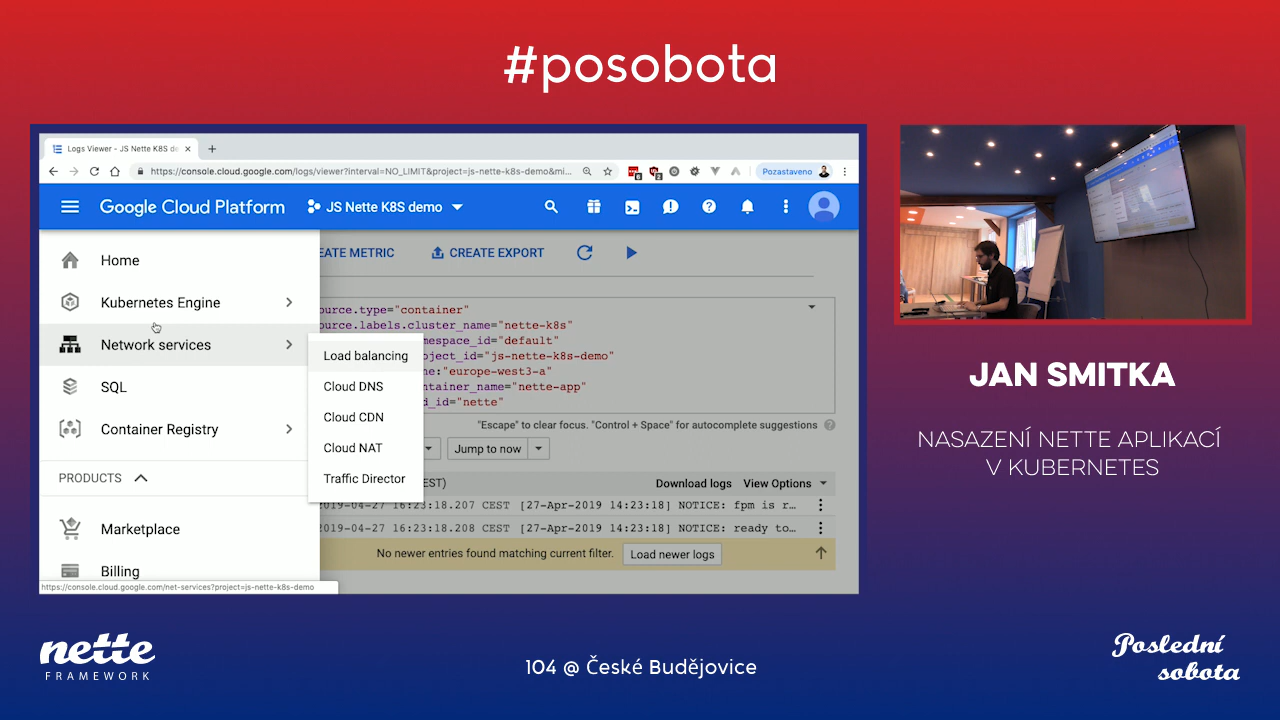 #posobota
Logs Viewer - JS Nette K8S de
https://console.cloud.google.com/logs/viewer?interval=NO_LIMIT&project=js-nette-k8s-demo&mi...
Pozastaveno
Google Cloud Platform
JS Nette K8S demo
Home
Kubernetes Engine
Network services
SQL
Container Registry
PRODUCTS
Marketplace
Billing
https://console.cloud.google.com/net-services?project=js-nette-k8s-demo
Load balancing
Cloud DNS
Cloud CDN
Cloud NAT
Traffic Director
EATE METRIC
CREATE EXPORT
ource.type="container"
ource.labels.cluster_name="nette-k8s"
mespace_id="default"
oject_id="js-nette-k8s-demo"
ne:"europe-west3-a"
ntainer_name="nette-app"
d_id="nette"
"Escape" to clear focus. "Control + Space" for autocomplete suggestions
Jump to now
EST)
Download logs
View Options
2019-04-27 16:23:18.207 CEST [27-Apr-2019 14:23:18] NOTICE: fpm is r...
2019-04-27 16:23:18.208 CEST [27-Apr-2019 14:23:18] NOTICE: ready to...
No newer entries found matching current filter.
Load newer logs
JAN SMITKA
NASAZENÍ NETTE APLIKACÍ
V KUBERNETES
nette
FRAMEWORK
104 @ České Budějovice
Poslední
sobota